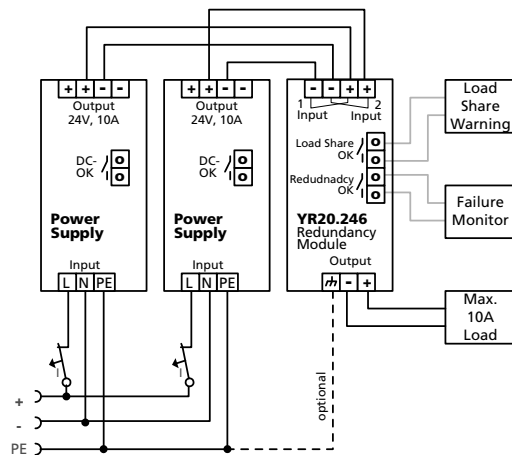 + + - -
Output
24V, 10A
DC-
OK
Power
Supply
Input
L N PE
+ + - -
Output
24V, 10A
DC-
OK
Power
Supply
Input
L N PE
- - + +
1 2
Input Input
Load Share
OK
Redudnadcy
OK
YR20.246
Redundancy
Module
Output
- +
Load
Share
Warning
Failure
Monitor
Max.
10A
Load
I
I
optional
+
-
PE